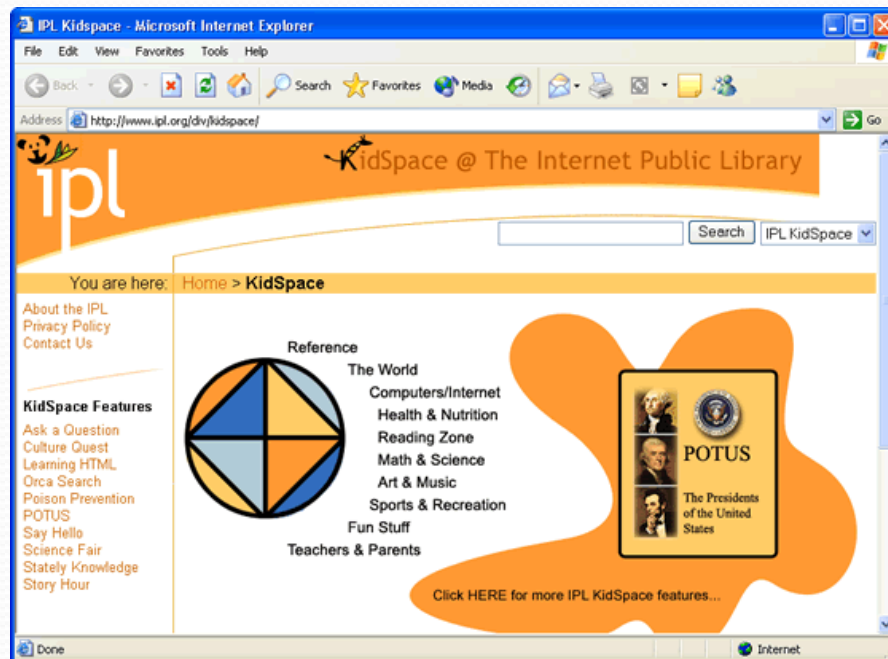 IPL Kidspace - Microsoft Internet Explorer
File Edit View Favorites Tools Help
Back Search Favorites Media
Address http://www.ipl.org/div/kidspace/ Go
ipl
KidSpace @ The Internet Public Library
Search IPL KidSpace
You are here: Home > KidSpace
About the IPL
Privacy Policy
Contact Us
KidSpace Features
Ask a Question
Culture Quest
Learning HTML
Orca Search
Poison Prevention
POTUS
Say Hello
Science Fair
Stately Knowledge
Story Hour
Reference
The World
Computers/Internet
Health & Nutrition
Reading Zone
Math & Science
Art & Music
Sports & Recreation
Fun Stuff
Teachers & Parents
POTUS
The Presidents
of the United
States
Click HERE for more IPL KidSpace features...
Done Internet